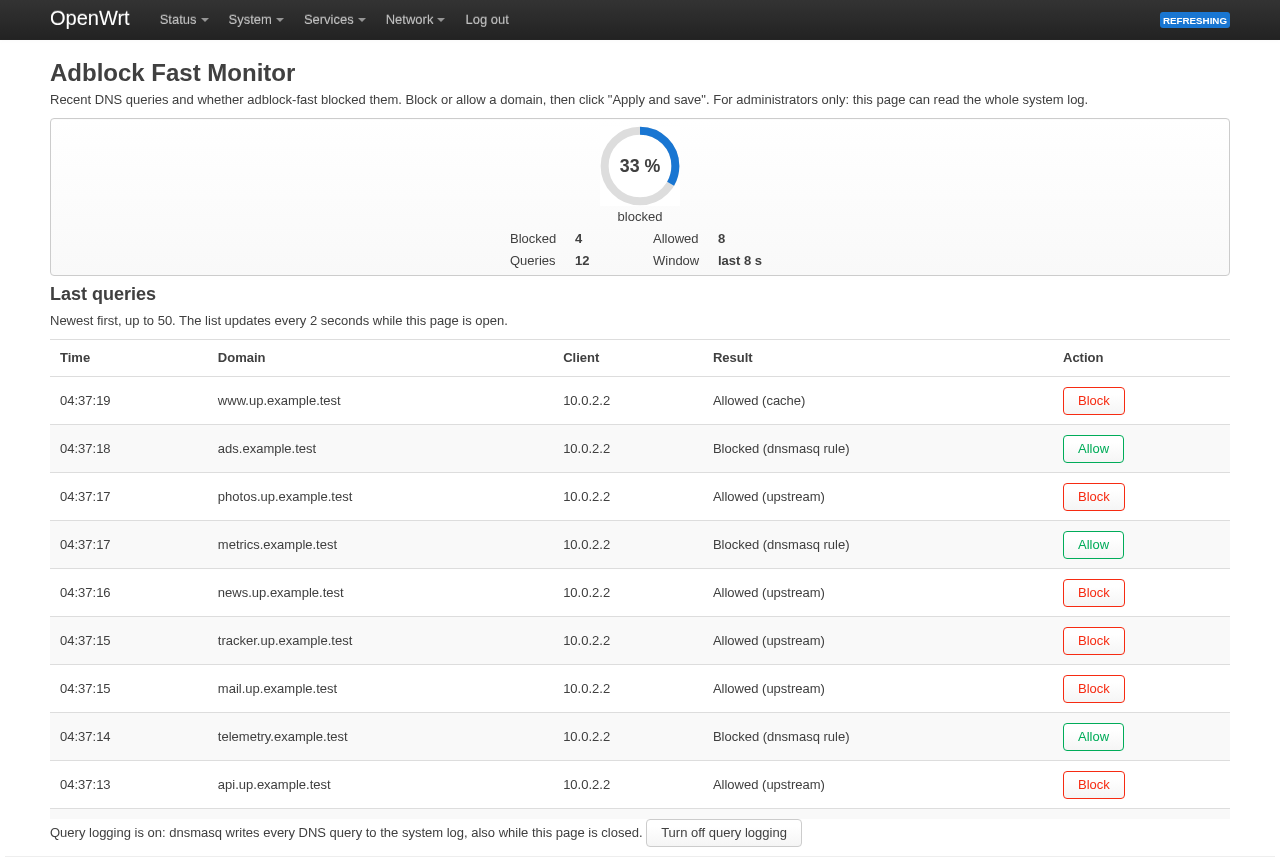 OpenWrt Status System Services Network Log out REFRESHING
Adblock Fast Monitor
Recent DNS queries and whether adblock-fast blocked them. Block or allow a domain, then click "Apply and save". For administrators only: this page can read the whole system log.
33 %
blocked
Blocked 4 Allowed 8
Queries 12 Window last 8 s
Last queries
Newest first, up to 50. The list updates every 2 seconds while this page is open.
Time Domain Client Result Action
04:37:19 www.up.example.test 10.0.2.2 Allowed (cache) Block
04:37:18 ads.example.test 10.0.2.2 Blocked (dnsmasq rule) Allow
04:37:17 photos.up.example.test 10.0.2.2 Allowed (upstream) Block
04:37:17 metrics.example.test 10.0.2.2 Blocked (dnsmasq rule) Allow
04:37:16 news.up.example.test 10.0.2.2 Allowed (upstream) Block
04:37:15 tracker.up.example.test 10.0.2.2 Allowed (upstream) Block
04:37:15 mail.up.example.test 10.0.2.2 Allowed (upstream) Block
04:37:14 telemetry.example.test 10.0.2.2 Blocked (dnsmasq rule) Allow
04:37:13 api.up.example.test 10.0.2.2 Allowed (upstream) Block
Query logging is on: dnsmasq writes every DNS query to the system log, also while this page is closed. Turn off query logging